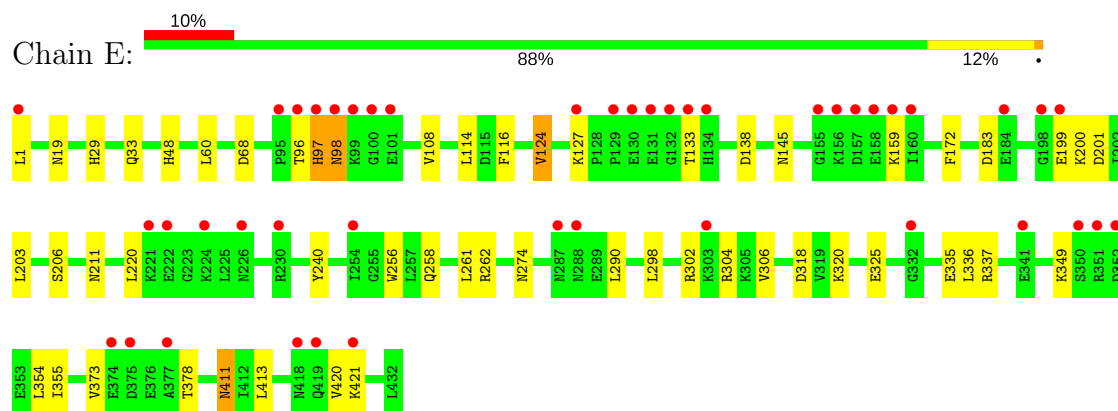 10%
Chain E:
88% 12% •
L1 N19 H29 Q33 H48 L60 D68 P95 T96 H97 N98 K99 G100 E101 V108 L114 D115 F116 V124 K127 P128 P129 E130 E131 G132 T133 H134 D138 N145 G155 K156 D157 E158 K159 I160 F172 D183 E184 G198 E199 K200 D201
L203 S206 N211 L220 K221 E222 G223 K224 L225 N226 R230 Y240 I254 G255 W256 L257 Q258 L261 R262 N274 N287 N288 E289 L290 L298 R302 K303 R304 K305 V306 D318 V319 K320 E325 G332 E335 L336 R337 E341 K349 S350 R351
E353 L354 I355 V373 E374 D375 E376 A377 T378 N411 I412 L413 N418 Q419 V420 K421 L432